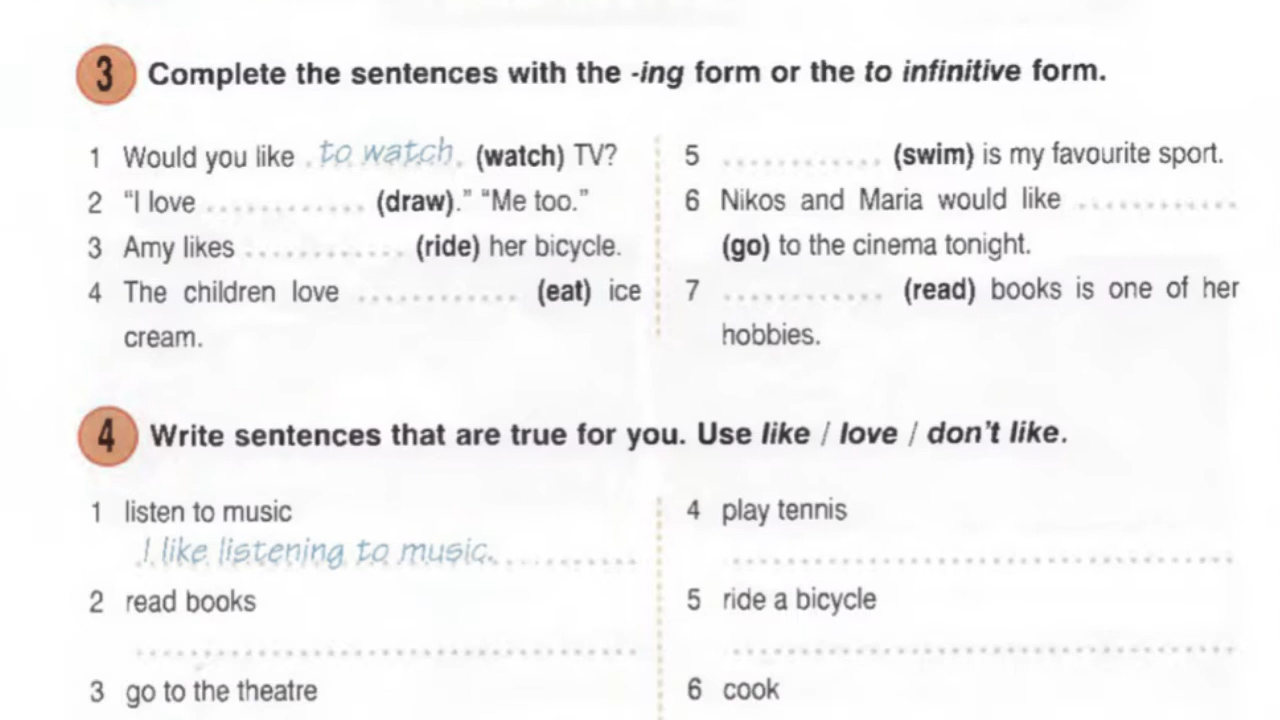 3 Complete the sentences with the -ing form or the to infinitive form.
1 Would you like to watch (watch) TV?
2 "I love ............ (draw)." "Me too."
3 Amy likes ............ (ride) her bicycle.
4 The children love ............ (eat) ice
cream.
5 ............ (swim) is my favourite sport.
6 Nikos and Maria would like ............
(go) to the cinema tonight.
7 ............ (read) books is one of her
hobbies.
4 Write sentences that are true for you. Use like / love / don't like.
1 listen to music
I like listening to music.
2 read books
3 go to the theatre
4 play tennis
5 ride a bicycle
6 cook